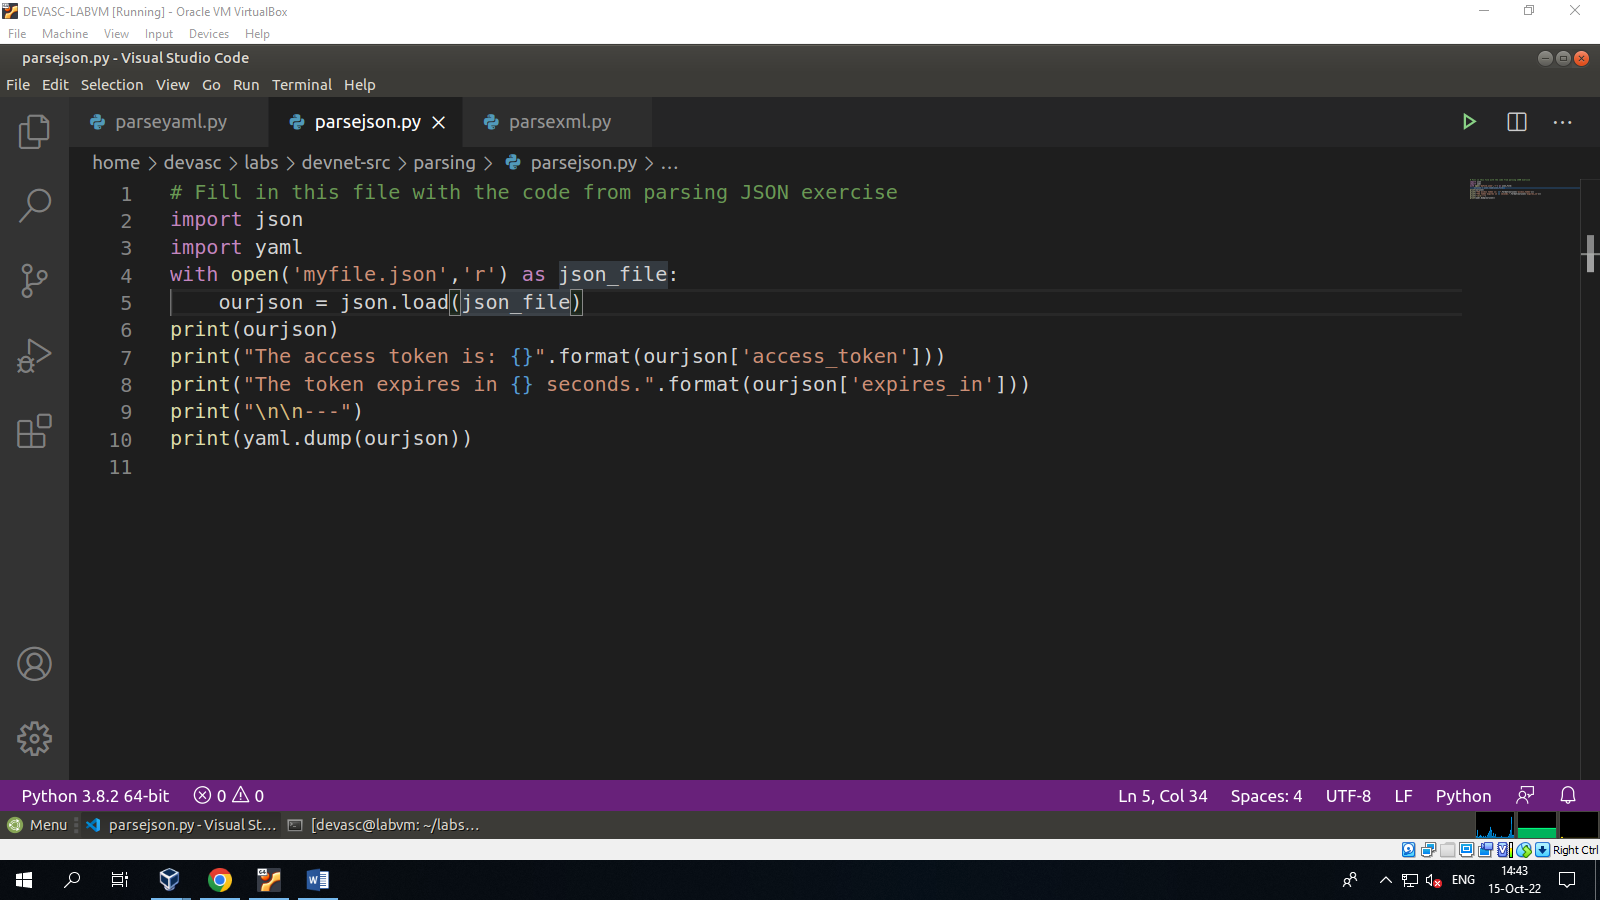 DEVASC-LABVM [Running] - Oracle VM VirtualBox
File Machine View Input Devices Help
parsejson.py - Visual Studio Code
File Edit Selection View Go Run Terminal Help
parseyaml.py parsejson.py parsexml.py
home > devasc > labs > devnet-src > parsing > parsejson.py > ...
1 # Fill in this file with the code from parsing JSON exercise
2 import json
3 import yaml
4 with open('myfile.json','r') as json_file:
5     ourjson = json.load(json_file)
6 print(ourjson)
7 print("The access token is: {}".format(ourjson['access_token']))
8 print("The token expires in {} seconds.".format(ourjson['expires_in']))
9 print("\n\n---")
10 print(yaml.dump(ourjson))
11
Python 3.8.2 64-bit 0 0 Ln 5, Col 34 Spaces: 4 UTF-8 LF Python
Menu parsejson.py - Visual St... [devasc@labvm: ~/labs...
Right Ctrl
ENG 14:43
15-Oct-22